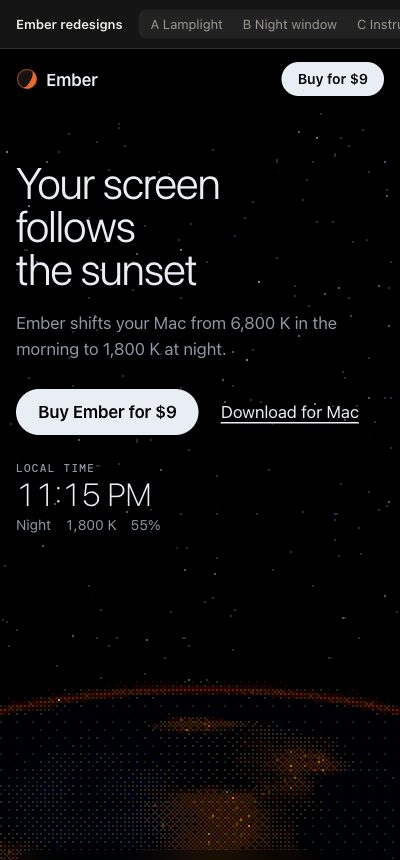 Ember redesigns A Lamplight B Night window C Instru
Ember Buy for $9
Your screen
follows
the sunset
Ember shifts your Mac from 6,800 K in the
morning to 1,800 K at night.
Buy Ember for $9 Download for Mac
LOCAL TIME
11:15 PM
Night 1,800 K 55%